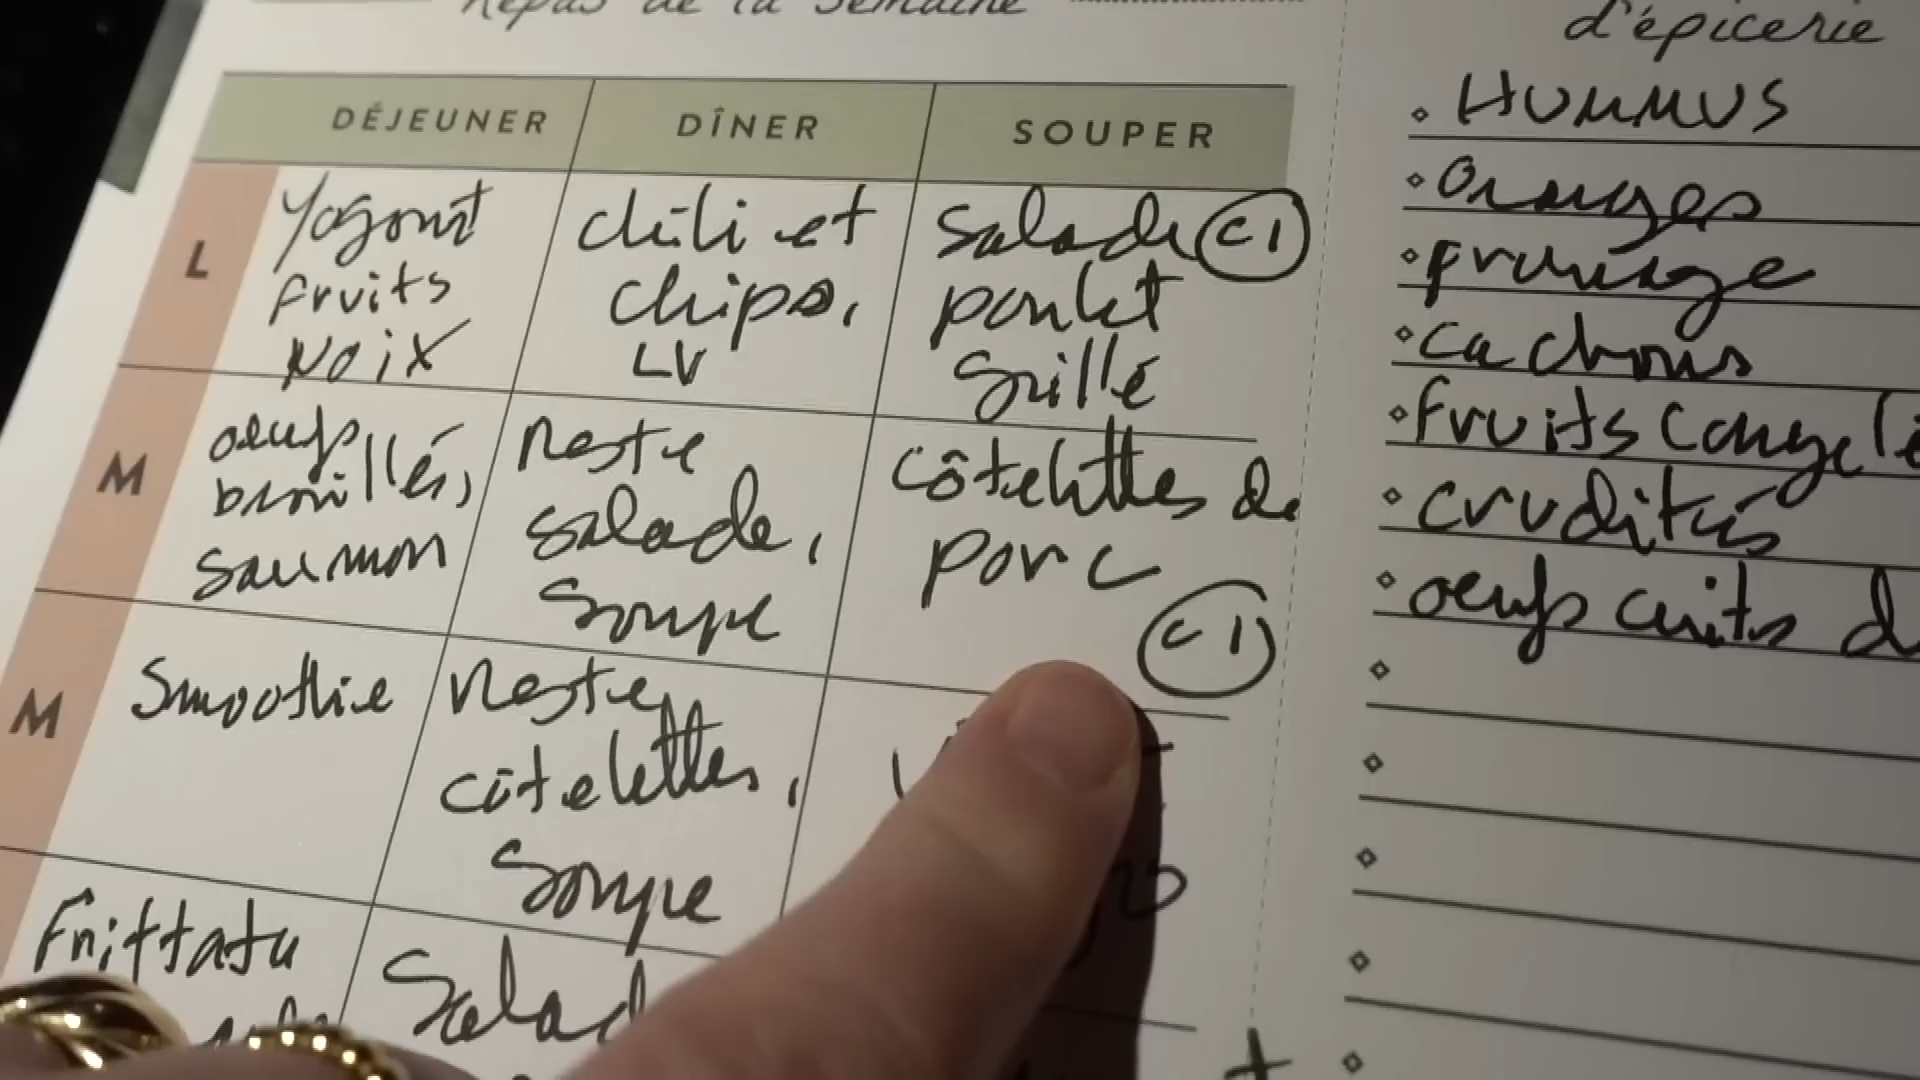 Repas de la semaine
DÉJEUNER
DÎNER
SOUPER
L
Yogourt
fruits
Noix
chili et
chips,
LV
Salade C1
poulet
Grillé
M
oeufs
brouillés,
saumon
Reste
salade,
Soupe
côtelettes de
porc
C1
M
Smoothie
Reste
côtelettes,
Soupe
Frittata
Salad
d'épicerie
HUMMUS
oranges
fromage
cachous
fruits congelé
crudités
oeufs cuits d